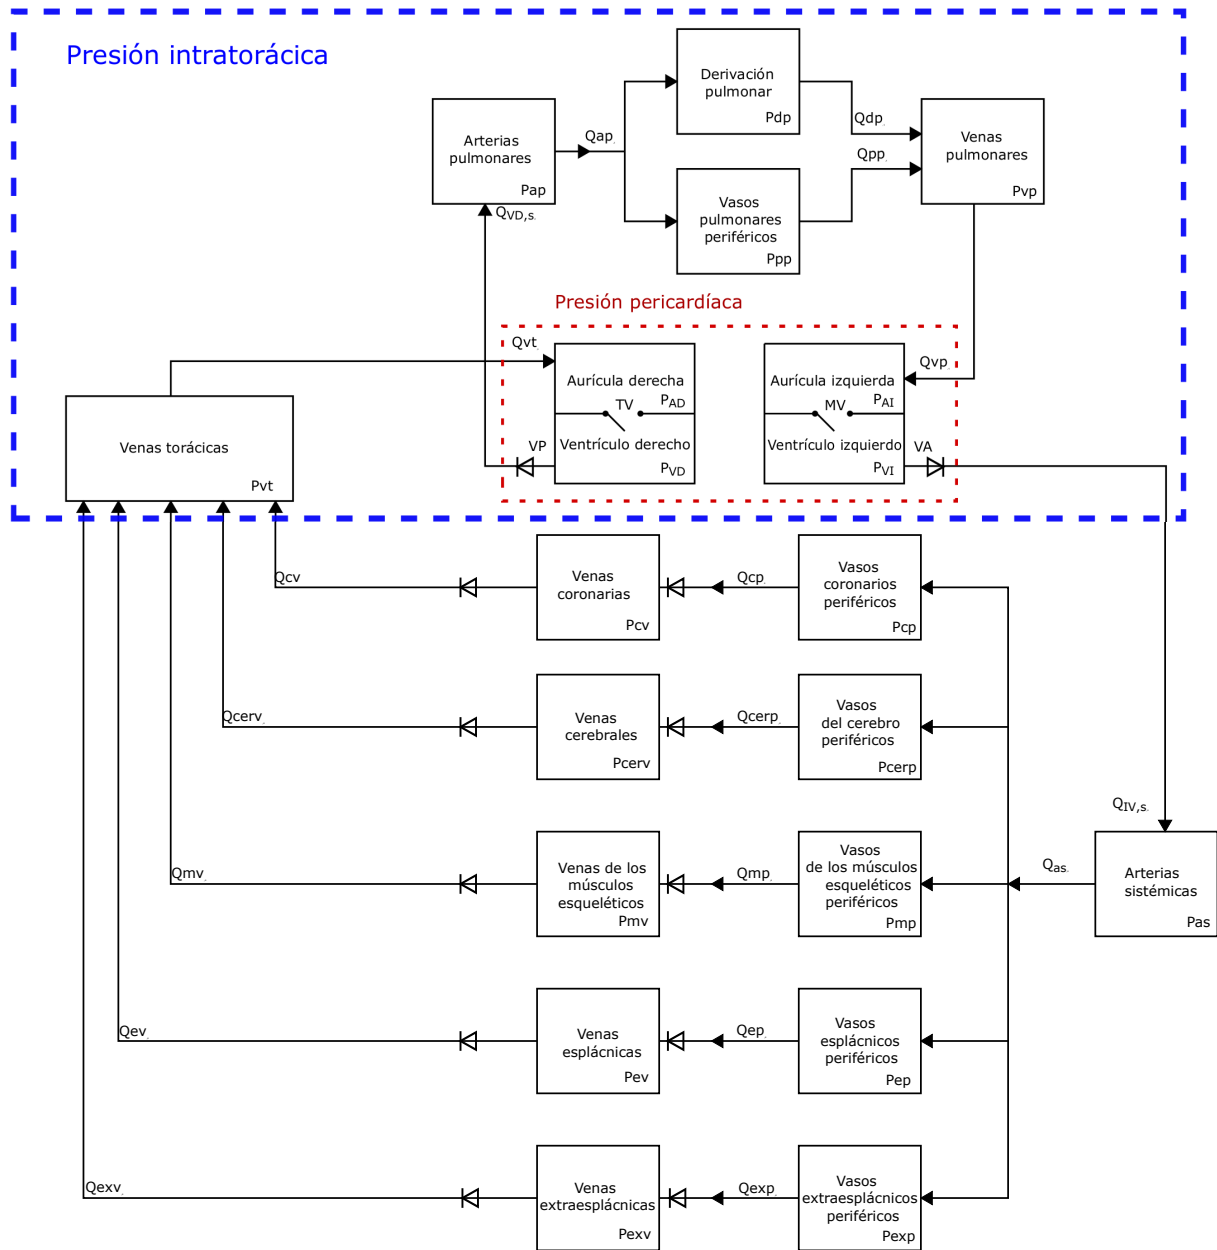 Presión intratorácica
Derivación
pulmonar
Pdp
Arterias
pulmonares
Pap
Qap.
Qdp.
Qpp.
Venas
pulmonares
Pvp
Vasos
pulmonares
periféricos
Ppp
QVD,s.
Presión pericardíaca
Qvt.
Qvp.
Aurícula derecha
PAD
TV
Ventrículo derecho
PVD
VP
Aurícula izquierda
PAI
MV
Ventrículo izquierdo
PVI
VA
Venas torácicas
Pvt
Qcv
Venas
coronarias
Pcv
Qcp.
Vasos
coronarios
periféricos
Pcp
Qcerv.
Venas
cerebrales
Pcerv
Qcerp.
Vasos
del cerebro
periféricos
Pcerp
QIV,s.
Qmv.
Venas de los
músculos
esqueléticos
Pmv
Qmp.
Vasos
de los músculos
esqueléticos
periféricos
Pmp
Qas.
Arterias
sistémicas
Pas
Qev.
Venas
esplácnicas
Pev
Qep.
Vasos
esplácnicos
periféricos
Pep
Qexv.
Venas
extraesplácnicas
Pexv
Qexp.
Vasos
extraesplácnicos
periféricos
Pexp